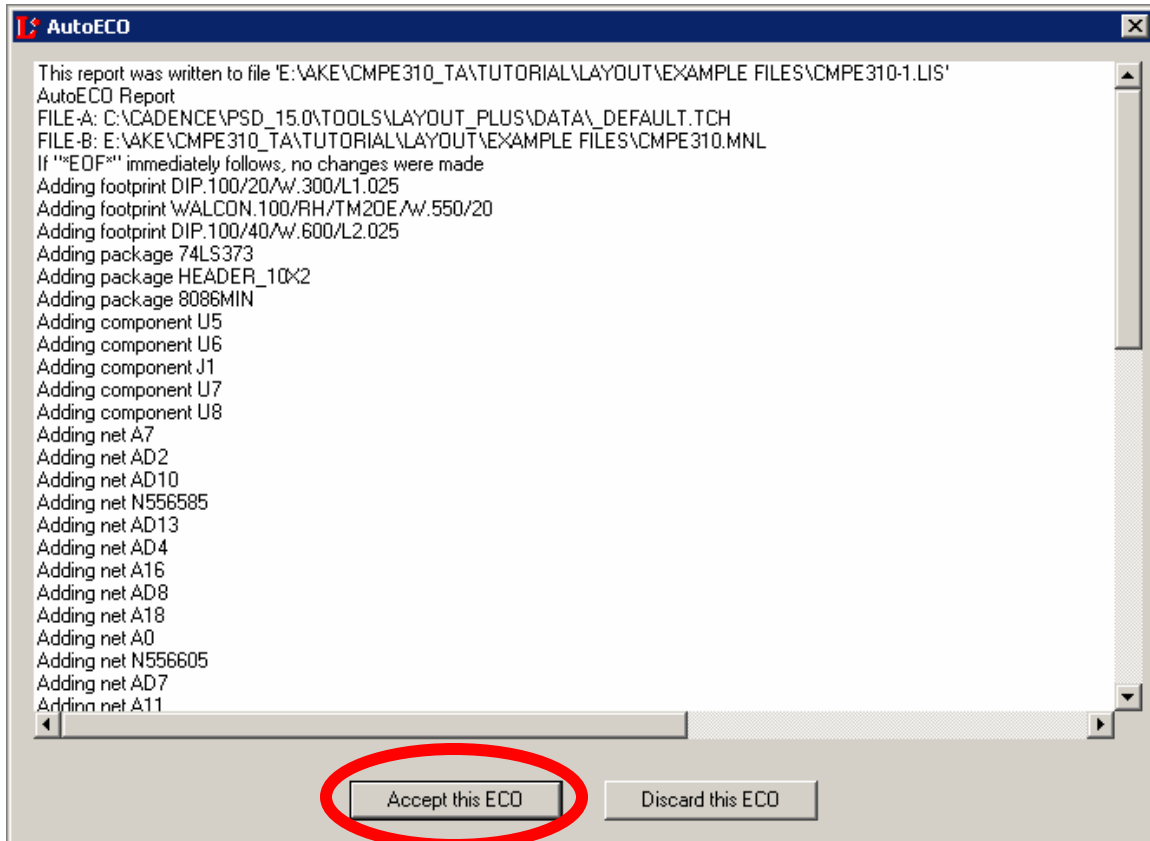 AutoECO
This report was written to file 'E:\AKE\CMPE310_TA\TUTORIAL\LAYOUT\EXAMPLE FILES\CMPE310-1.LIS'
AutoECO Report
FILE-A: C:\CADENCE\PSD_15.0\TOOLS\LAYOUT_PLUS\DATA\_DEFAULT.TCH
FILE-B: E:\AKE\CMPE310_TA\TUTORIAL\LAYOUT\EXAMPLE FILES\CMPE310.MNL
If "*EOF*" immediately follows, no changes were made
Adding footprint DIP.100/20/W.300/L1.025
Adding footprint WALCON.100/RH/TM2OE/W.550/20
Adding footprint DIP.100/40/W.600/L2.025
Adding package 74LS373
Adding package HEADER_10X2
Adding package 8086MIN
Adding component U5
Adding component U6
Adding component J1
Adding component U7
Adding component U8
Adding net A7
Adding net AD2
Adding net AD10
Adding net N556585
Adding net AD13
Adding net AD4
Adding net A16
Adding net AD8
Adding net A18
Adding net A0
Adding net N556605
Adding net AD7
Adding net A11
Accept this ECO
Discard this ECO